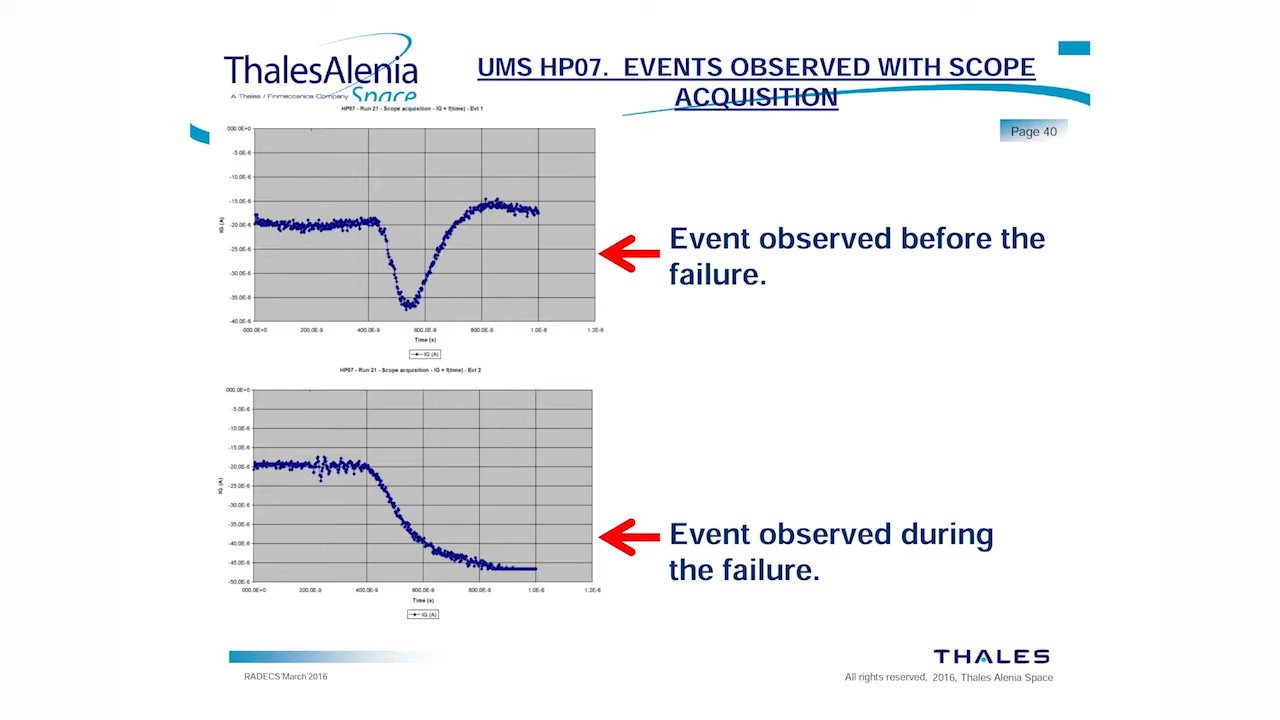 ThalesAlenia
A Thales / Finmeccanica Company
Space
UMS HP07. EVENTS OBSERVED WITH SCOPE
ACQUISITION
Page 40
HP07 - Run 21 - Scope acquisition - IG = f(time) - Evt 1
000.0E+0
-5.0E-6
-10.0E-6
-15.0E-6
-20.0E-6
-25.0E-6
-30.0E-6
-35.0E-6
-40.0E-6
IG (A)
000.0E+0 200.0E-9 400.0E-9 600.0E-9 800.0E-9 1.0E-6 1.2E-6
Time (s)
IG (A)
Event observed before the
failure.
HP07 - Run 21 - Scope acquisition - IG = f(time) - Evt 2
000.0E+0
-5.0E-6
-10.0E-6
-15.0E-6
-20.0E-6
-25.0E-6
-30.0E-6
-35.0E-6
-40.0E-6
-45.0E-6
-50.0E-6
IG (A)
000.0E+0 200.0E-9 400.0E-9 600.0E-9 800.0E-9 1.0E-6 1.2E-6
Time (s)
IG (A)
Event observed during
the failure.
THALES
RADECS'March'2016
All rights reserved, 2016, Thales Alenia Space